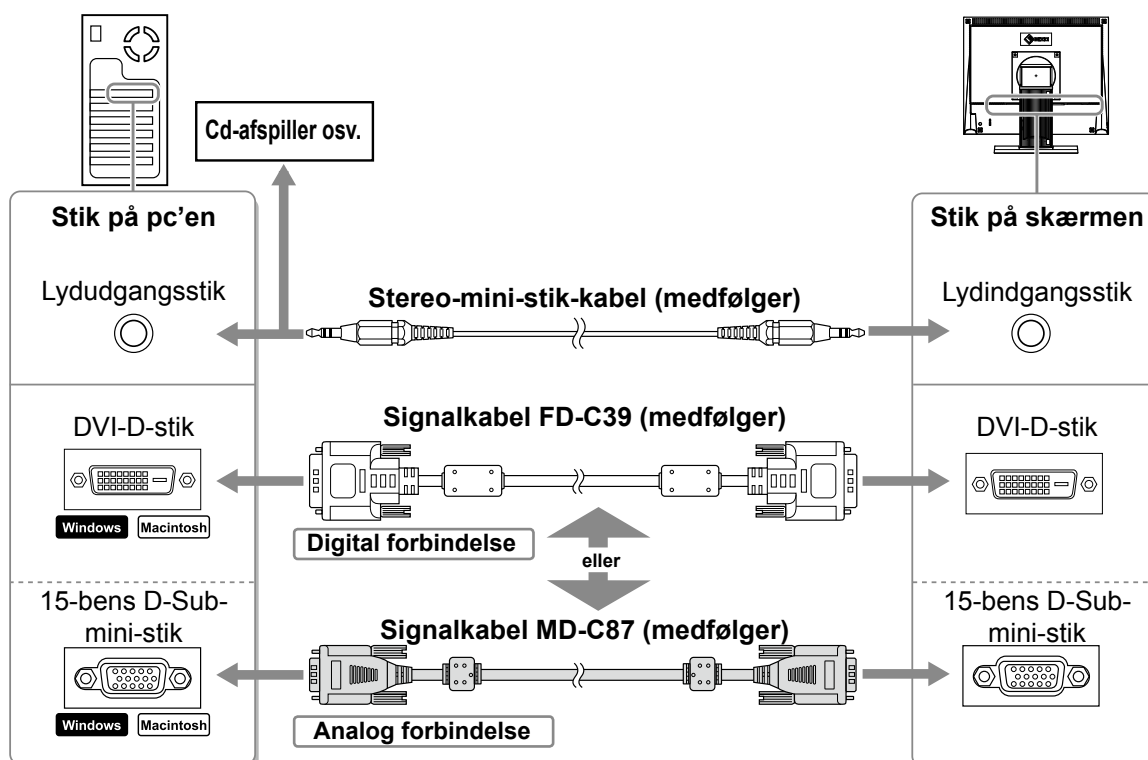 Cd-afspiller osv.
Stik på pc'en
Stik på skærmen
Lydudgangsstik
Stereo-mini-stik-kabel (medfølger)
Lydindgangsstik
DVI-D-stik
Windows Macintosh
Signalkabel FD-C39 (medfølger)
Digital forbindelse
DVI-D-stik
eller
15-bens D-Sub-
mini-stik
Windows Macintosh
Signalkabel MD-C87 (medfølger)
Analog forbindelse
15-bens D-Sub-
mini-stik